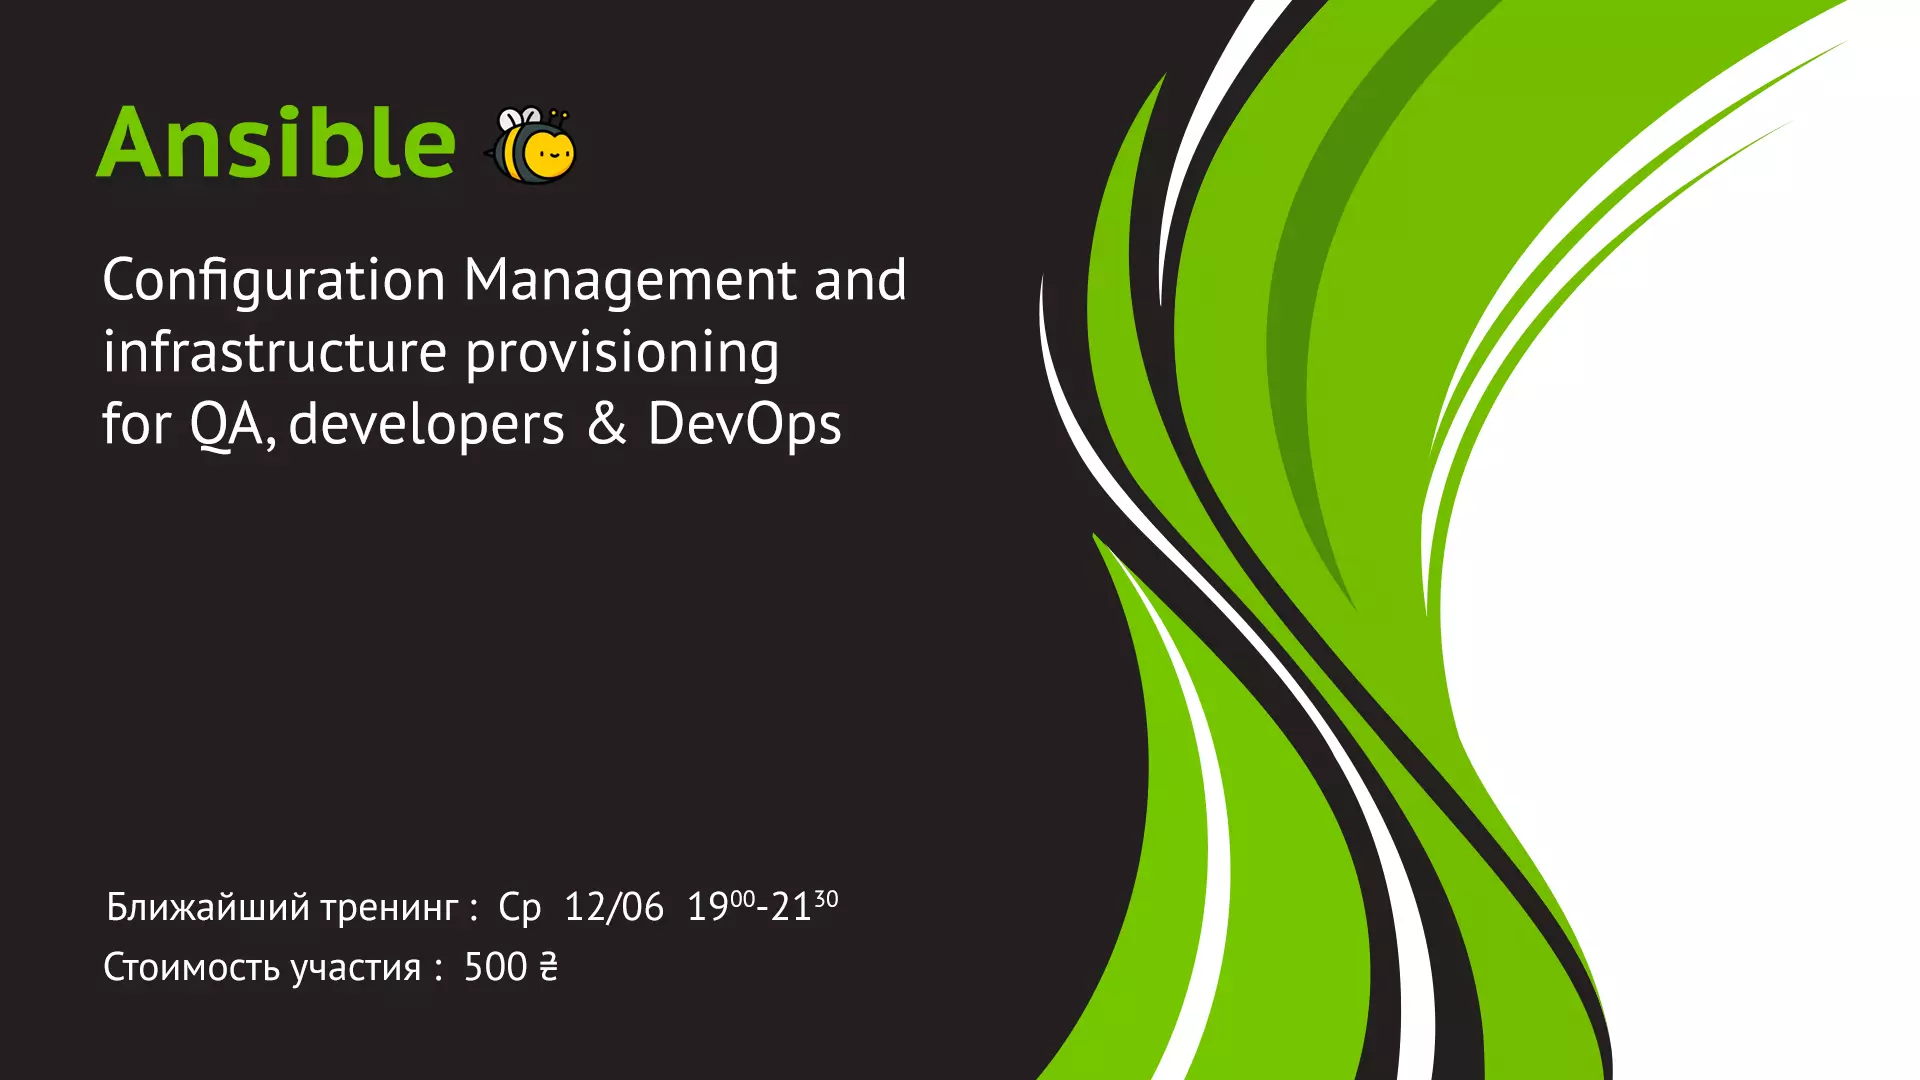 Ansible
Configuration Management and
infrastructure provisioning
for QA, developers & DevOps
Ближайший тренинг : Ср 12/06 19⁰⁰-21³⁰
Стоимость участия : 500 ₴